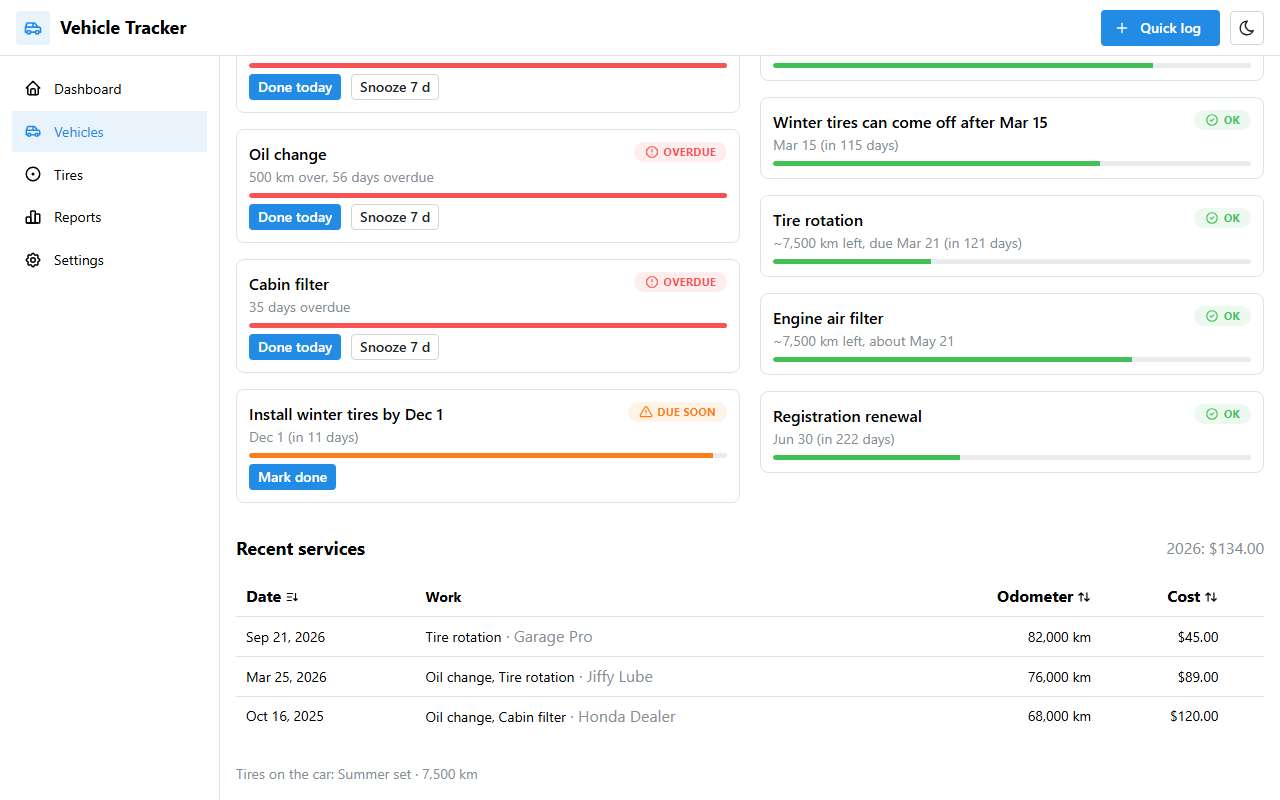 Vehicle Tracker
Quick log
Dashboard
Vehicles
Tires
Reports
Settings
Done today
Snooze 7 d
Oil change
OVERDUE
500 km over, 56 days overdue
Done today
Snooze 7 d
Cabin filter
OVERDUE
35 days overdue
Done today
Snooze 7 d
Install winter tires by Dec 1
DUE SOON
Dec 1 (in 11 days)
Mark done
Winter tires can come off after Mar 15
OK
Mar 15 (in 115 days)
Tire rotation
OK
~7,500 km left, due Mar 21 (in 121 days)
Engine air filter
OK
~7,500 km left, about May 21
Registration renewal
OK
Jun 30 (in 222 days)
Recent services
2026: $134.00
Date Work Odometer Cost
Sep 21, 2026 Tire rotation · Garage Pro 82,000 km $45.00
Mar 25, 2026 Oil change, Tire rotation · Jiffy Lube 76,000 km $89.00
Oct 16, 2025 Oil change, Cabin filter · Honda Dealer 68,000 km $120.00
Tires on the car: Summer set · 7,500 km